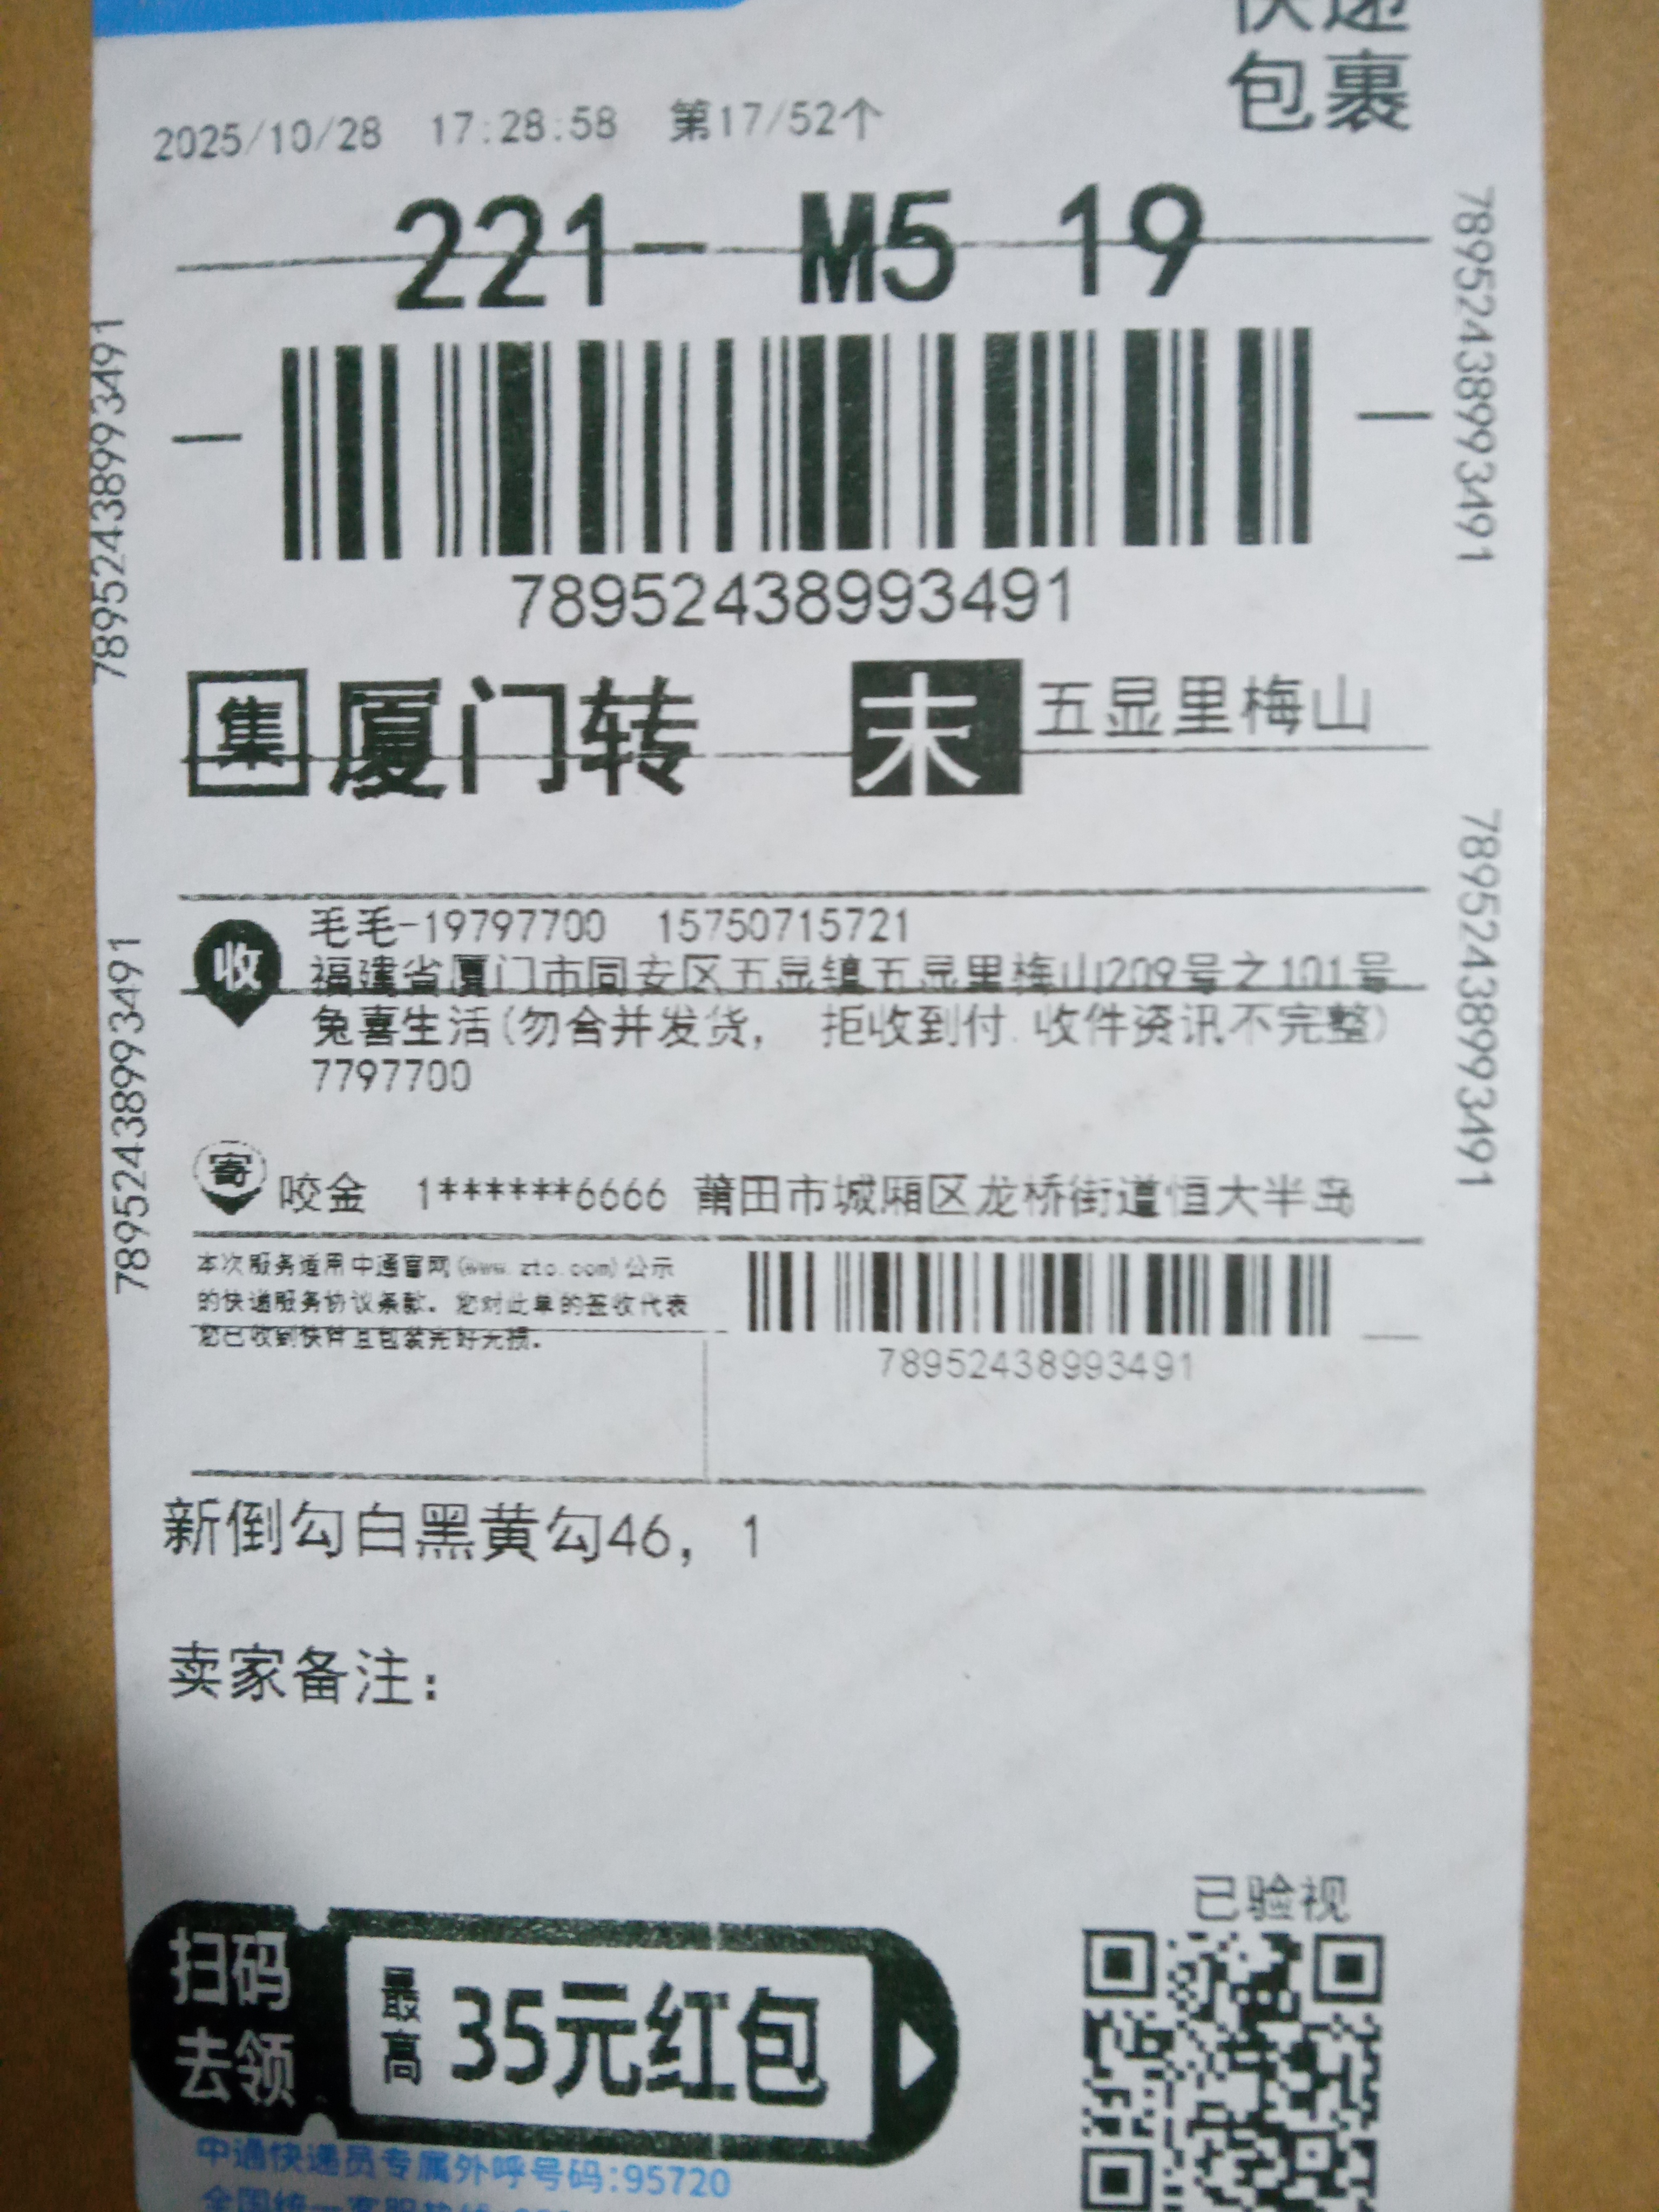 快递
包裹
2025/10/28 17:28:58 第17/52个
221- M5 19
78952438993491
78952438993491
78952438993491
集 厦门转 末 五显里梅山
收 毛毛-19797700 15750715721
福建省厦门市同安区五显镇五显里梅山209号之101号
兔喜生活(勿合并发货, 拒收到付.收件资讯不完整)
7797700
78952438993491
78952438993491
寄 咬金 1******6666 莆田市城厢区龙桥街道恒大半岛
本次服务适用中通官网(www.zto.com)公示
的快递服务协议条款。您对此单的签收代表
您已收到快件且包装完好无损。
78952438993491
新倒勾白黑黄勾46, 1
卖家备注:
已验视
扫码
去领
最高 35元红包
中通快递员专属外呼号码:95720
全国统一客服热线: